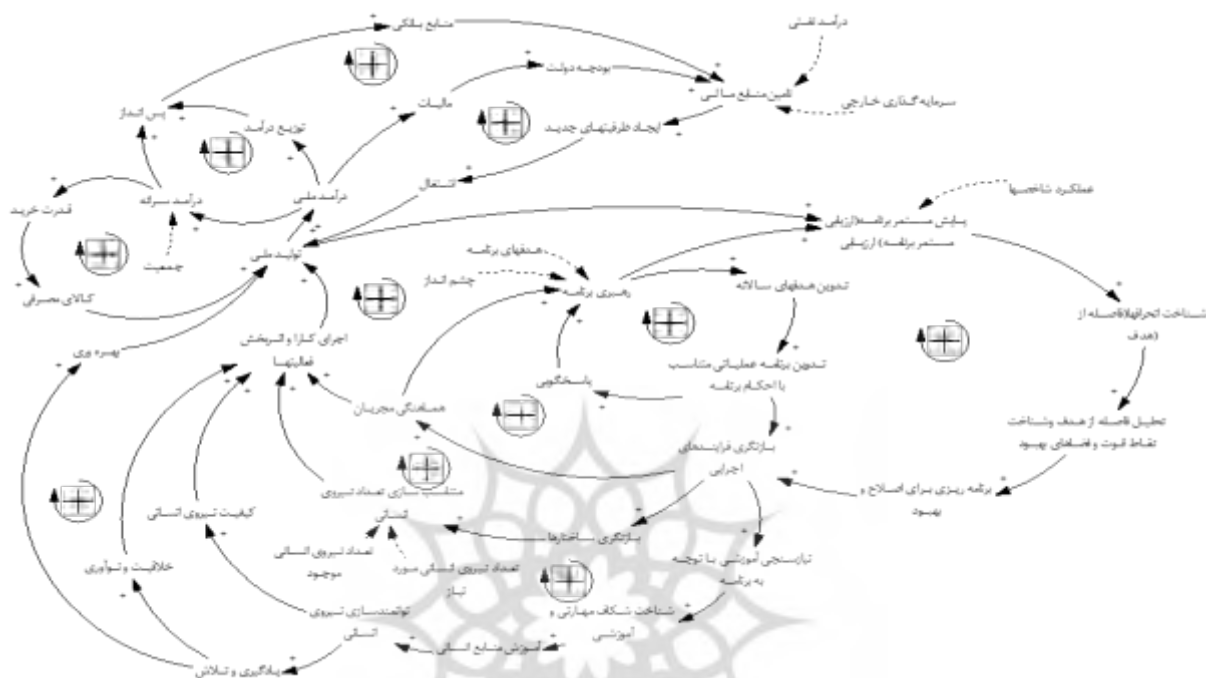 منابع بانکی
درآمد نفتی
بودجه دولت
تامین منابع مالی
مالیات
سرمایه گذاری خارجی
پس انداز
توزیع درآمد
ایجاد ظرفیتهای جدید
اشتغال
قدرت خرید
درآمد سرانه
درآمد ملی
عملکرد شاخصها
پایش مستمر برنامه(ارزیابی
مستمر برنامه) ارزیابی
جمعیت
تولید ملی
هدفهای برنامه
چشم انداز
رهبری برنامه
تدوین هدفهای سالانه
کالای مصرفی
شناخت انحرافها(فاصله از
هدف)
بهره وری
اجرای کارا و اثربخش
فعالیتها
تدوین برنامه عملیاتی متناسب
با احکام برنامه
پاسخگویی
هماهنگی مجریان
تحلیل فاصله از هدف وشناخت
نقاط قوت و فضاهای بهبود
بازنگری فرایندهای
اجرایی
متناسب سازی تعداد نیروی
انسانی
برنامه ریزی برای اصلاح و
بهبود
کیفیت نیروی انسانی
بازنگری ساختارها
تعداد نیروی انسانی
موجود
تعداد نیروی انسانی مورد
نیاز
نیازسنجی آموزشی با توجه
به برنامه
خلاقیت و نوآوری
توانمندسازی نیروی
انسانی
شناخت شکاف مهارتی و
آموزشی
آموزش منابع انسانی
یادگیری و تلاش